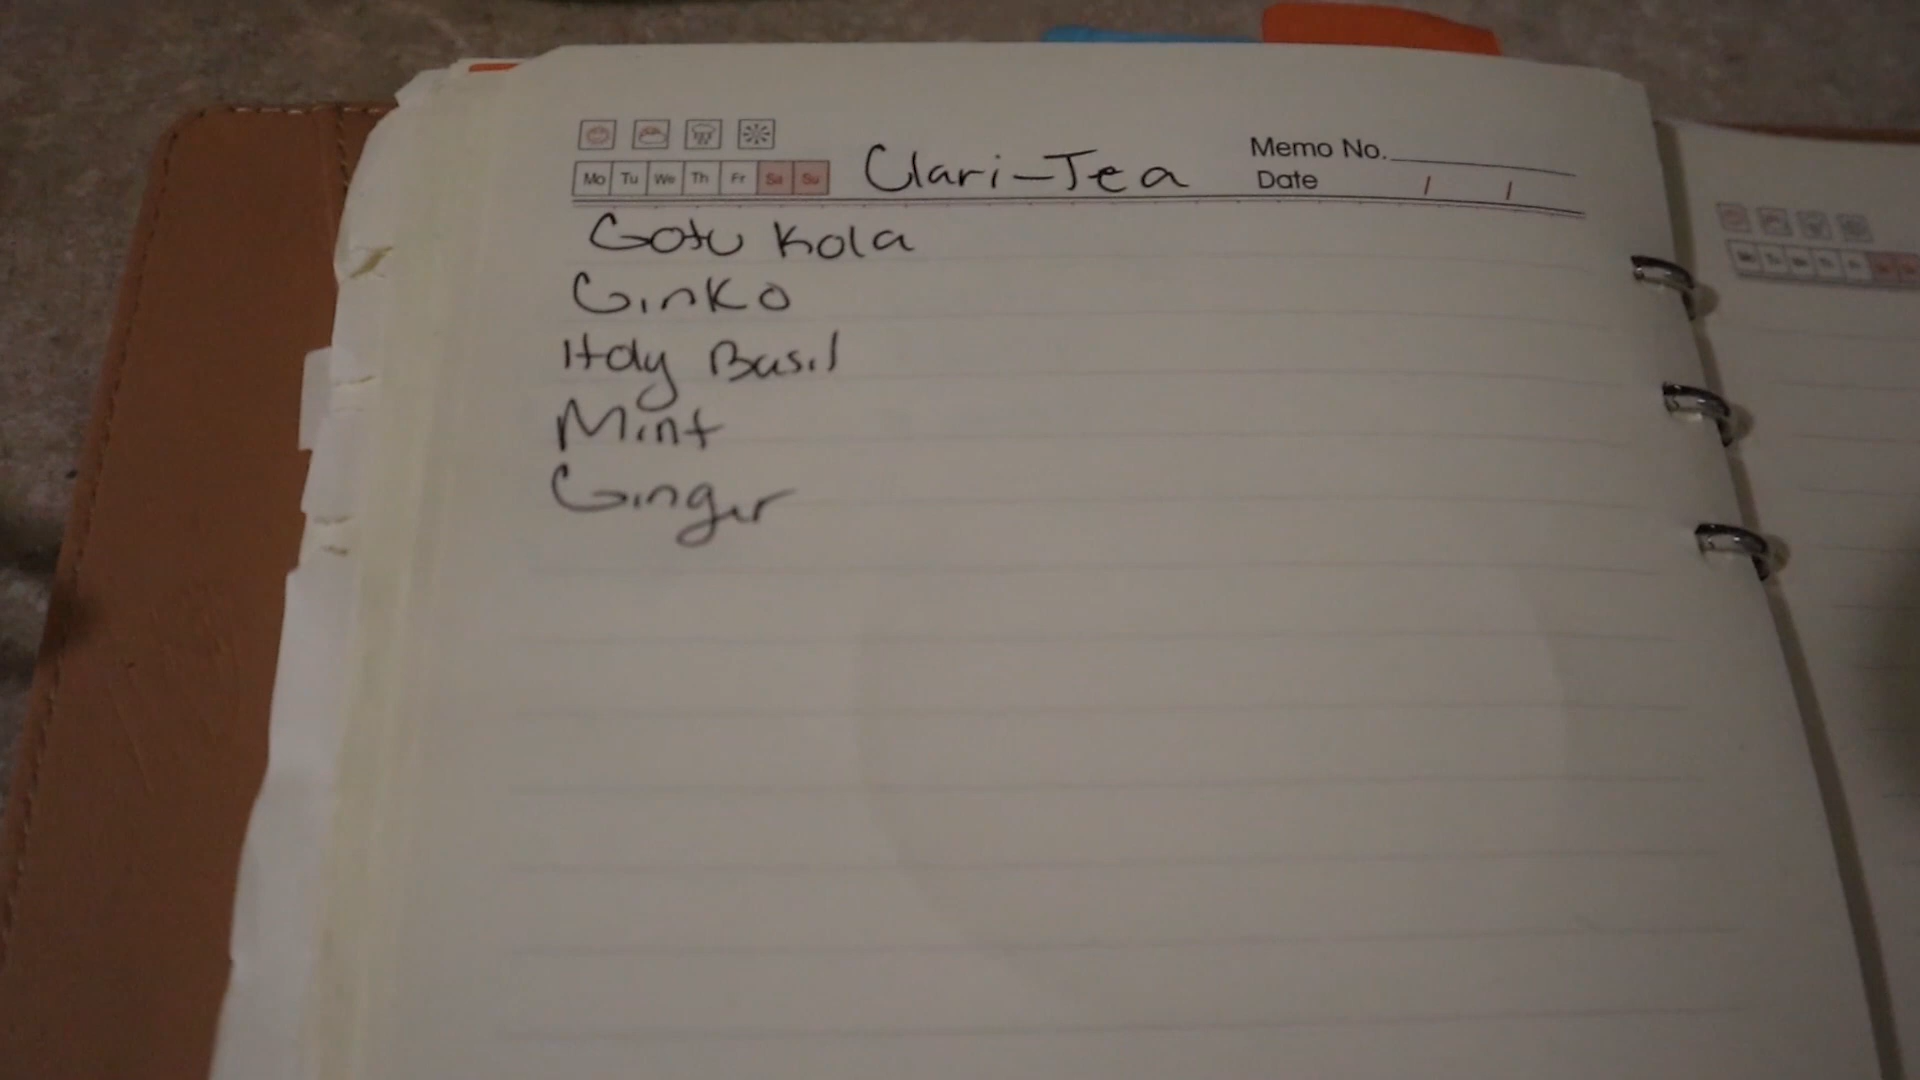 Clari-Tea
Memo No.
Mo Tu We Th Fr Sa Su
Date / /
Gotu Kola
Ginko
Holy Basil
Mint
Ginger